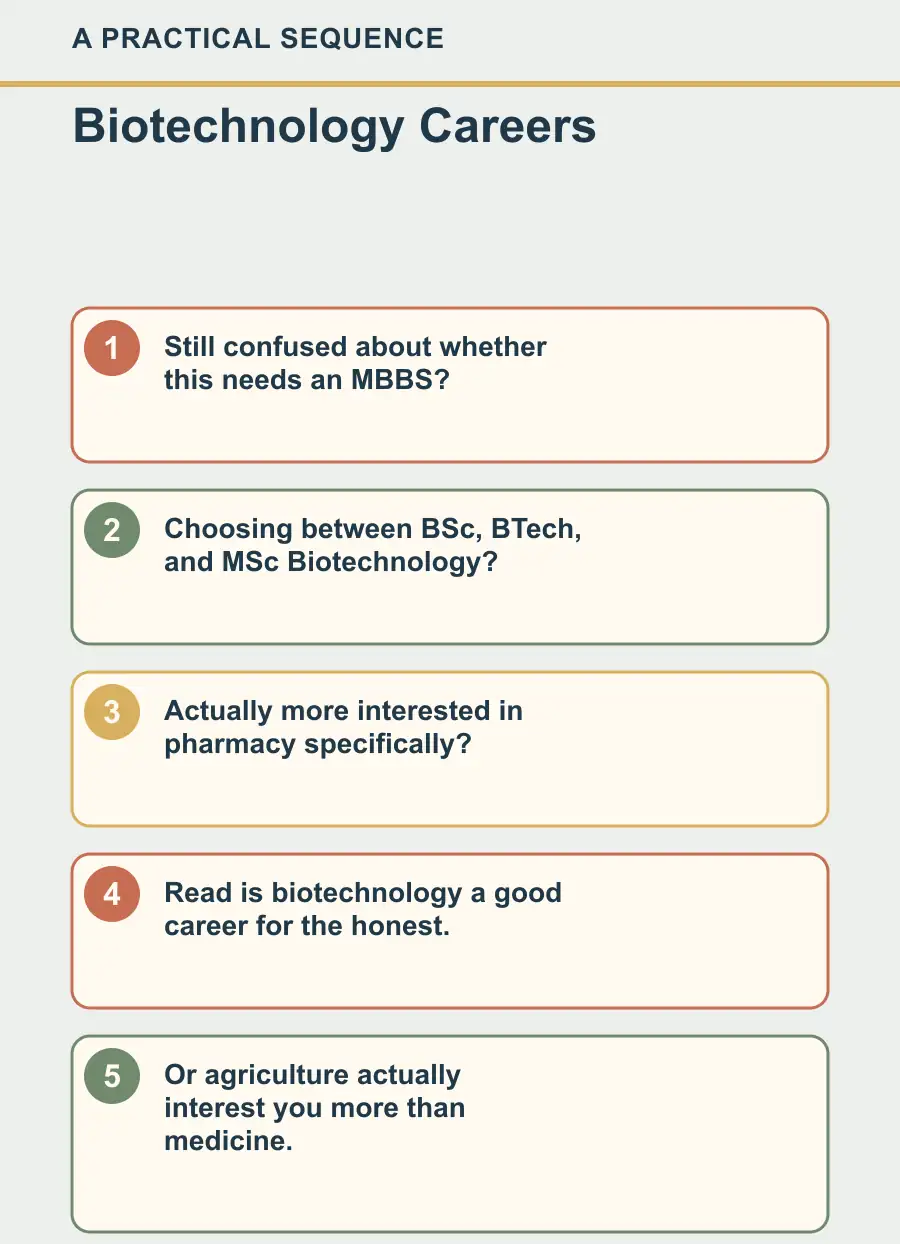 A PRACTICAL SEQUENCE
Biotechnology Careers
1
Still confused about whether
this needs an MBBS?
2
Choosing between BSc, BTech,
and MSc Biotechnology?
3
Actually more interested in
pharmacy specifically?
4
Read is biotechnology a good
career for the honest.
5
Or agriculture actually
interest you more than
medicine.